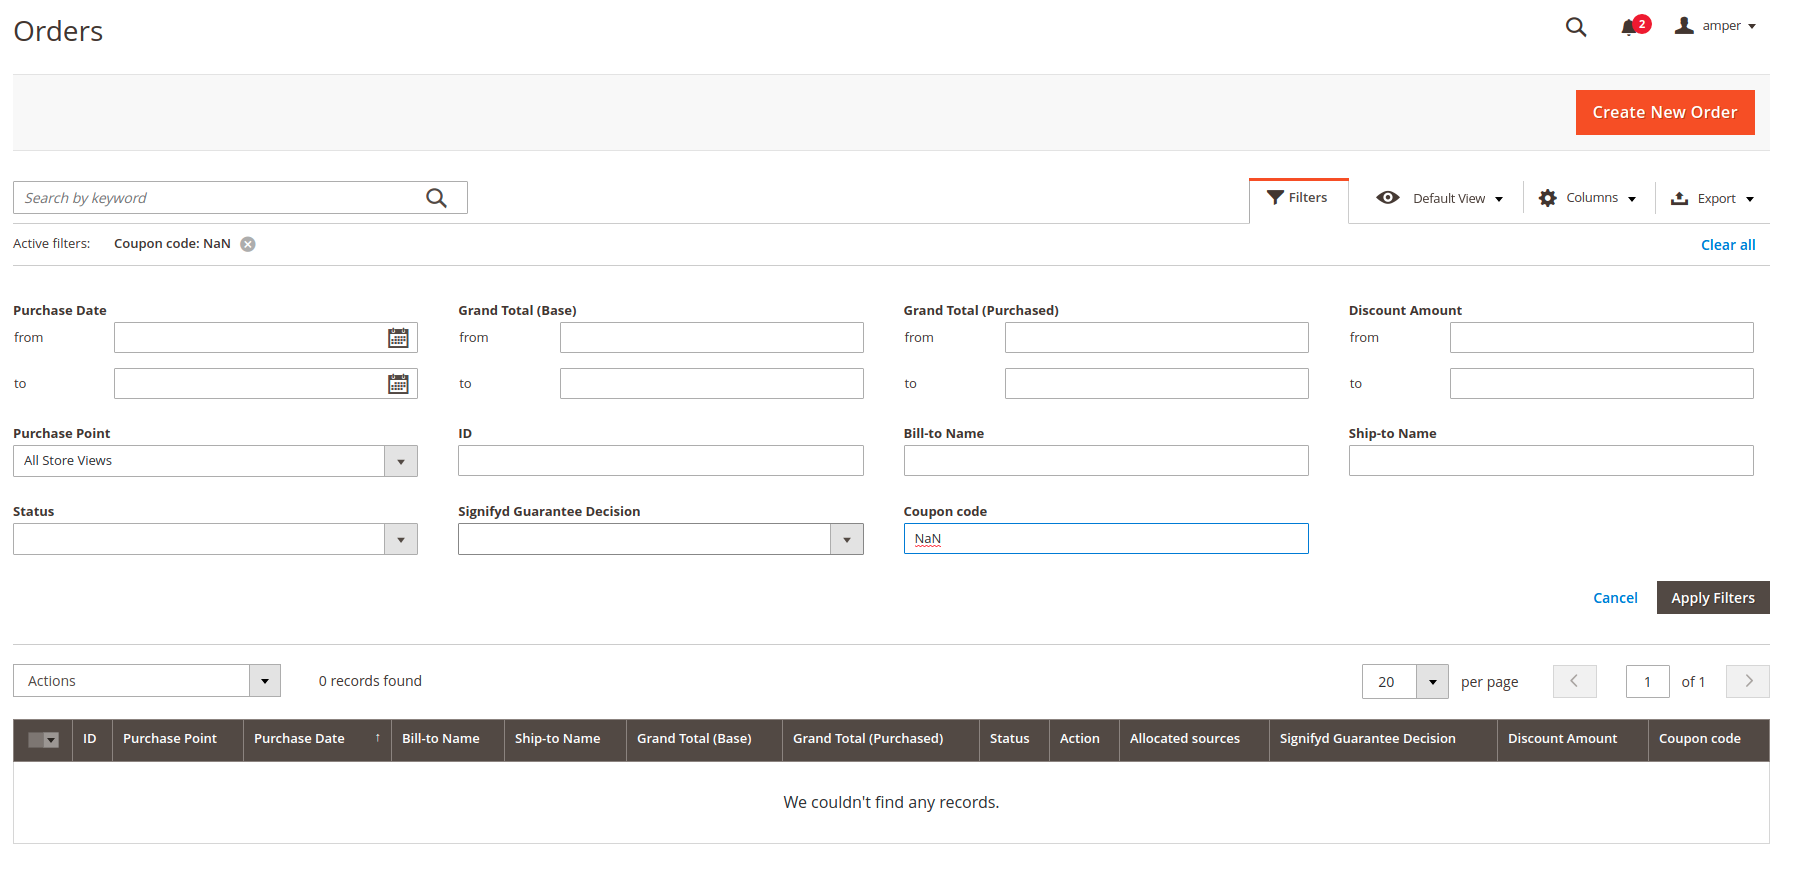 Orders
2
amper
Create New Order
Search by keyword
Filters
Default View
Columns
Export
Active filters: Coupon code: NaN
Clear all
Purchase Date
from
to
Grand Total (Base)
from
to
Grand Total (Purchased)
from
to
Discount Amount
from
to
Purchase Point
All Store Views
ID
Bill-to Name
Ship-to Name
Status
Signifyd Guarantee Decision
Coupon code
NaN
Cancel
Apply Filters
Actions
0 records found
20 per page
1 of 1
ID Purchase Point Purchase Date ↑ Bill-to Name Ship-to Name Grand Total (Base) Grand Total (Purchased) Status Action Allocated sources Signifyd Guarantee Decision Discount Amount Coupon code
We couldn't find any records.